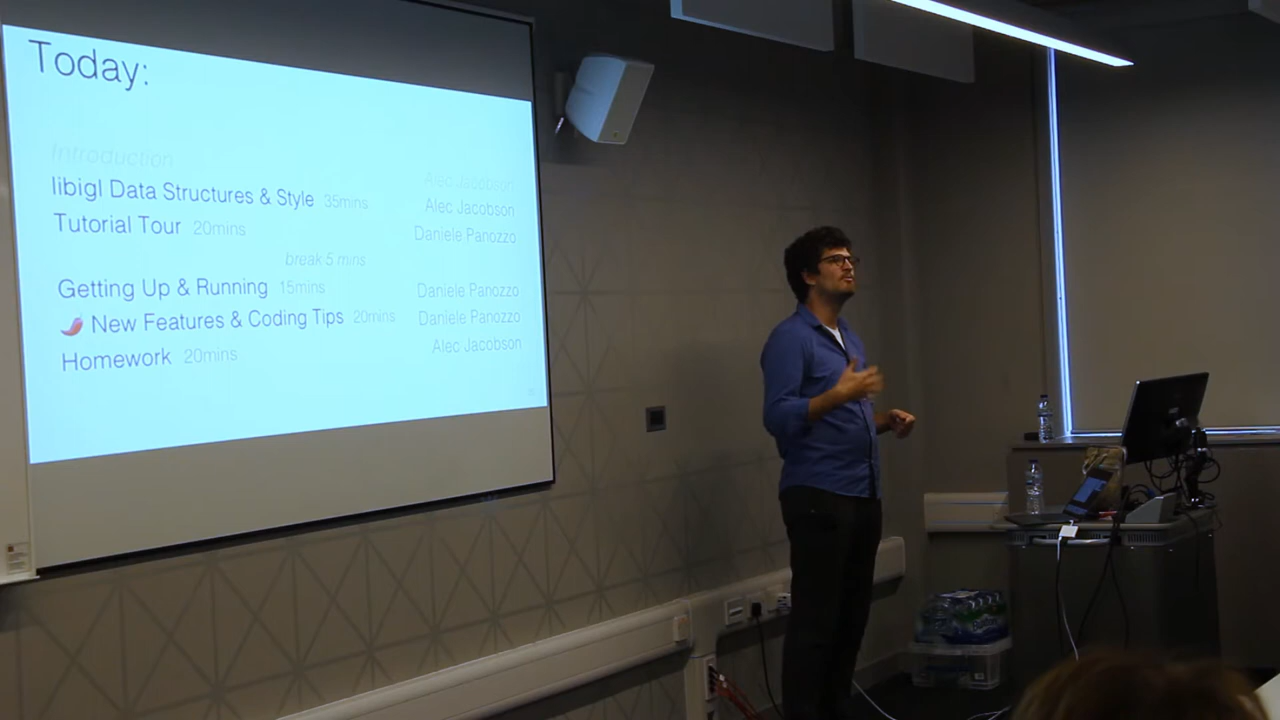 Today:
Introduction Alec Jacobson
libigl Data Structures & Style 35mins Alec Jacobson
Tutorial Tour 20mins Daniele Panozzo
break 5 mins
Getting Up & Running 15mins Daniele Panozzo
🌶️ New Features & Coding Tips 20mins Daniele Panozzo
Homework 20mins Alec Jacobson